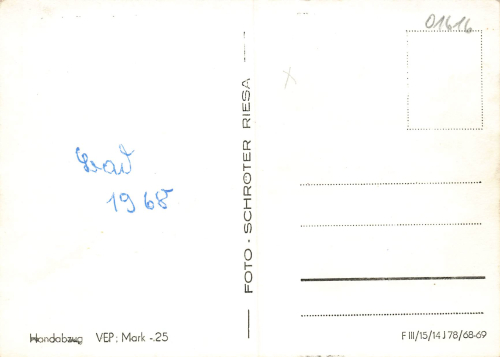 01616
FOTO - SCHRÖTER RIESA
1968
Handabzug VEP: Mark -.25
F III/15/14 J 78/68-69